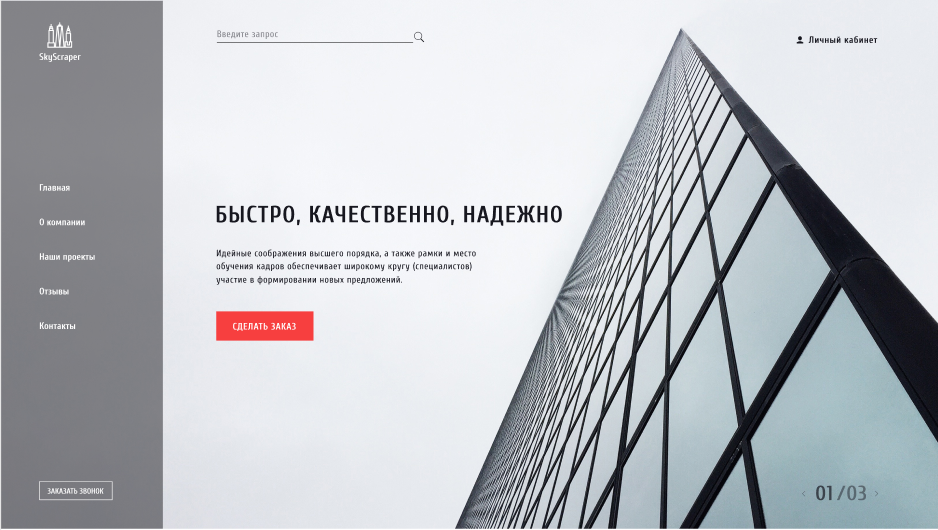 SkyScraper
Введите запрос
Личный кабинет
Главная
О компании
Наши проекты
Отзывы
Контакты
БЫСТРО, КАЧЕСТВЕННО, НАДЕЖНО
Идейные соображения высшего порядка, а также рамки и место
обучения кадров обеспечивает широкому кругу (специалистов)
участие в формировании новых предложений.
СДЕЛАТЬ ЗАКАЗ
ЗАКАЗАТЬ ЗВОНОК
‹ 01/03 ›